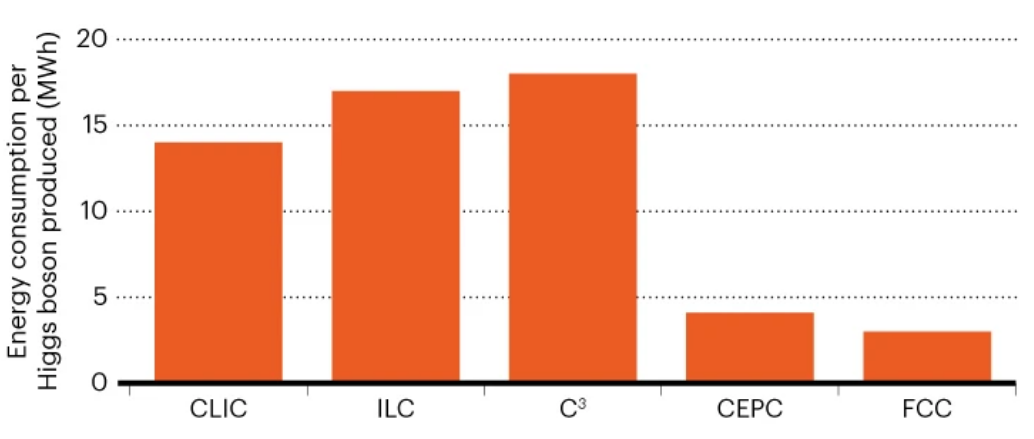 Energy consumption per
Higgs boson produced (MWh)
20
15
10
5
0
CLIC ILC C³ CEPC FCC